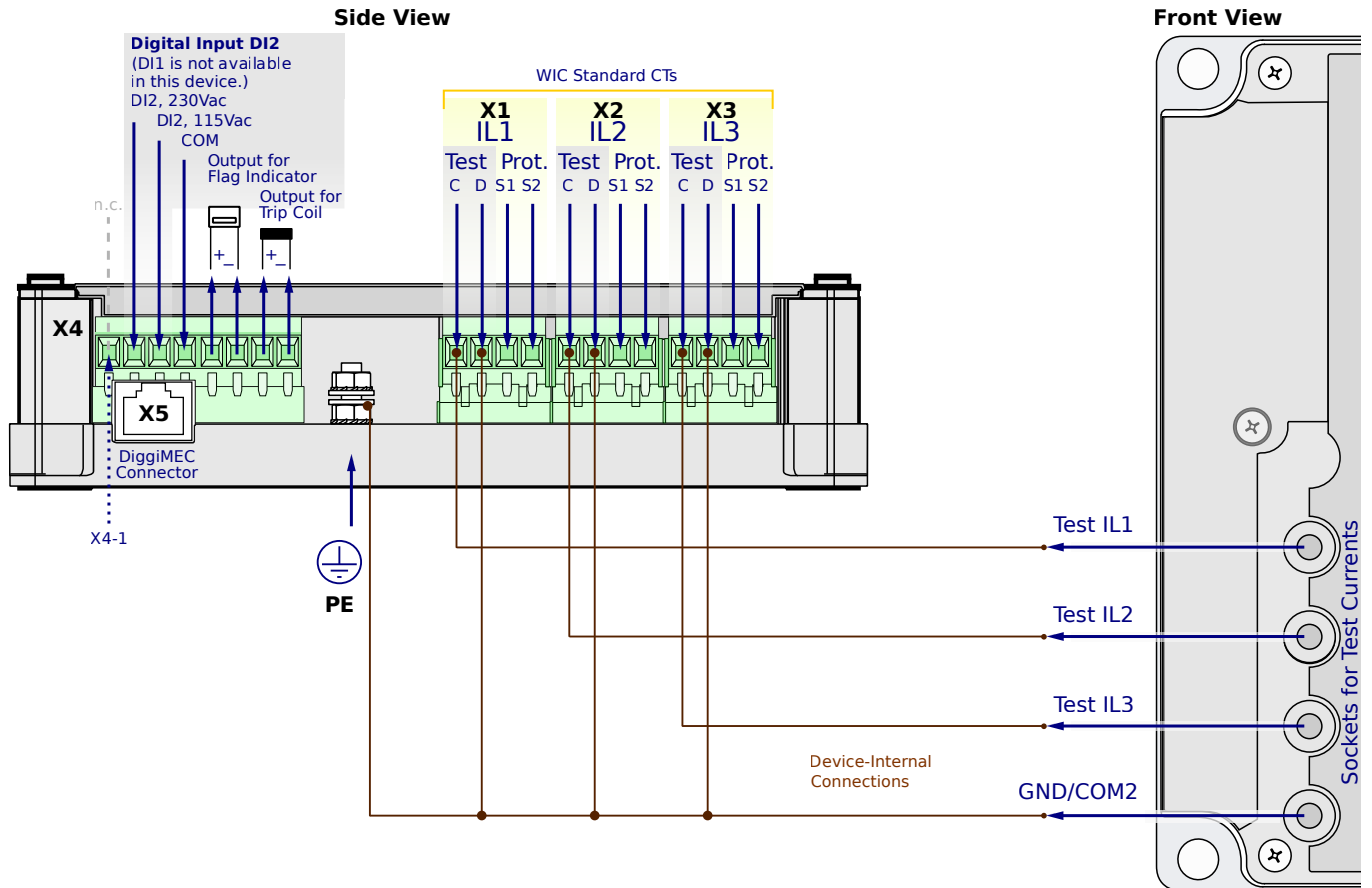 Side View
Front View
Digital Input DI2
(DI1 is not available
in this device.)
DI2, 230Vac
DI2, 115Vac
COM
Output for
Flag Indicator
Output for
Trip Coil
n.c.
+ −
+ −
WIC Standard CTs
X1 X2 X3
IL1 IL2 IL3
Test Prot. Test Prot. Test Prot.
C D S1 S2 C D S1 S2 C D S1 S2
X4
X5
DiggiMEC
Connector
X4-1
PE
Test IL1
Test IL2
Test IL3
GND/COM2
Device-Internal
Connections
Sockets for Test Currents